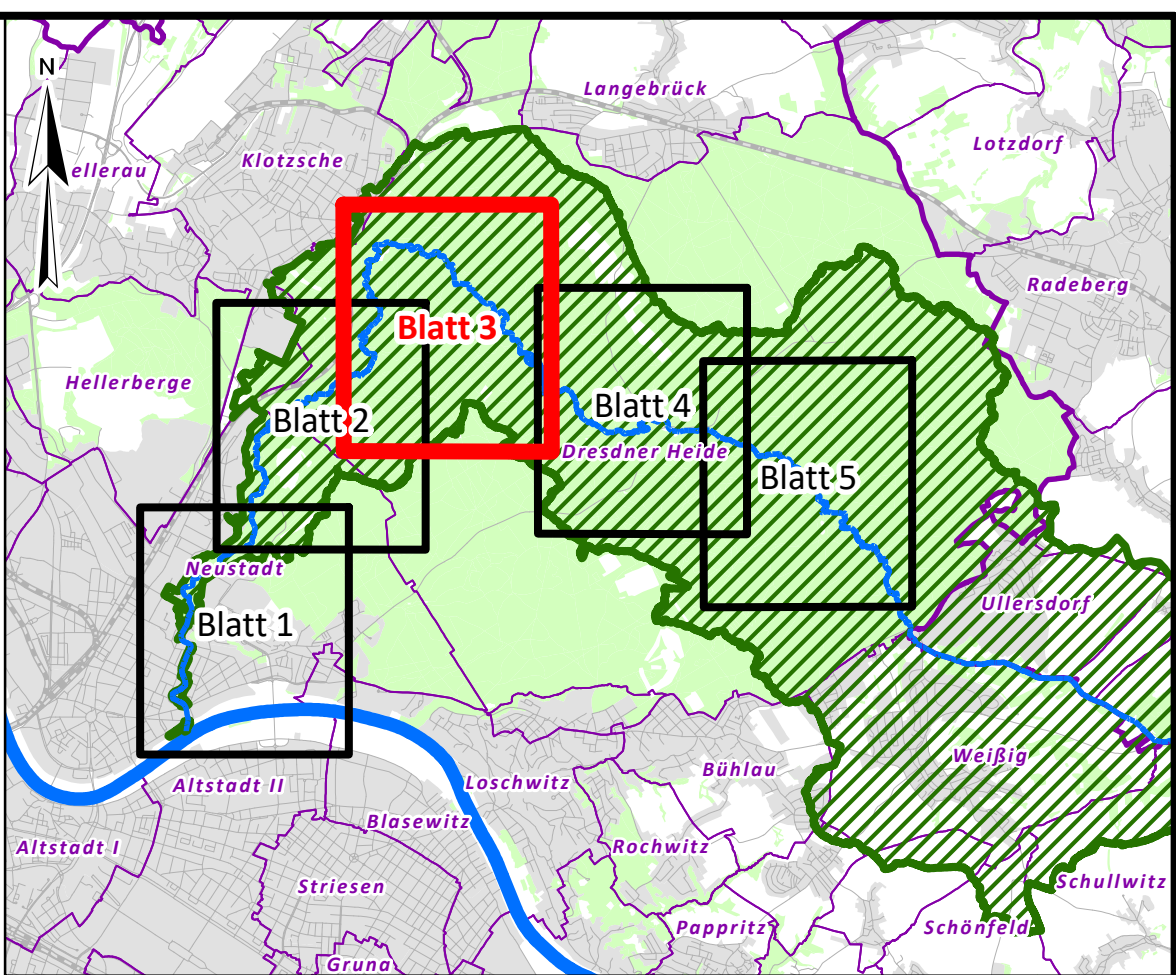 N
Langebrück
Klotzsche
Lotzdorf
ellerau
Radeberg
Blatt 3
Hellerberge
Blatt 2
Blatt 4
Dresdner Heide
Blatt 5
Neustadt
Ullersdorf
Blatt 1
Weißig
Bühlau
Altstadt II
Loschwitz
Blasewitz
Altstadt I
Rochwitz
Striesen
Schullwitz
Pappritz
Schönfeld
Gruna